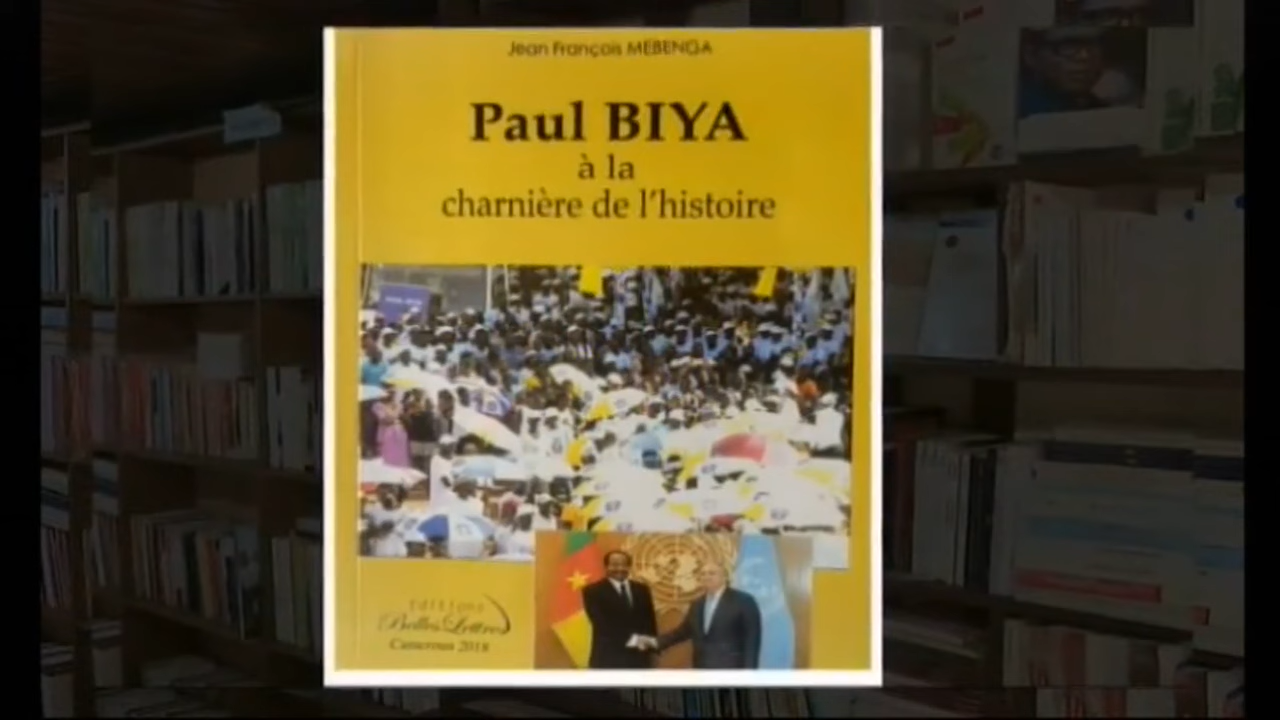 Jean François MEBENGA
Paul BIYA
à la
charnière de l'histoire
Editions
Belles Lettres
Cameroun 2018